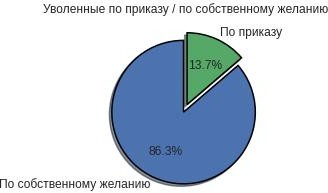 Уволенные по приказу / по собственному желанию
По приказу
13.7%
86.3%
По собственному желанию